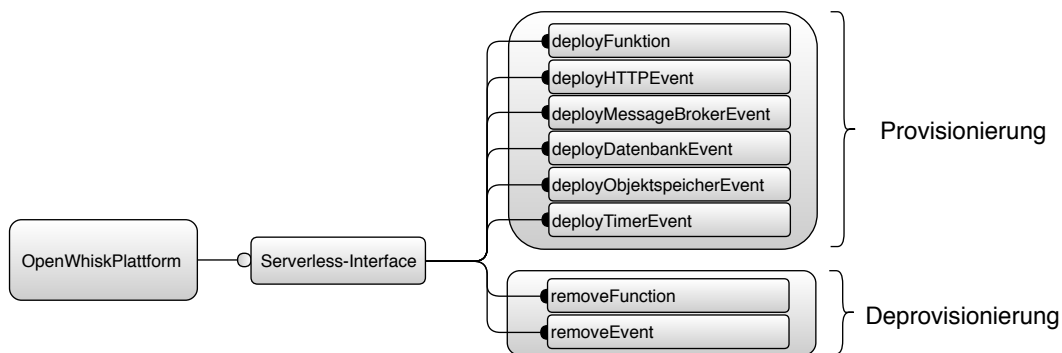 deployFunktion
deployHTTPEvent
deployMessageBrokerEvent
deployDatenbankEvent
deployObjektspeicherEvent
deployTimerEvent
Provisionierung
OpenWhiskPlattform
Serverless-Interface
removeFunction
removeEvent
Deprovisionierung